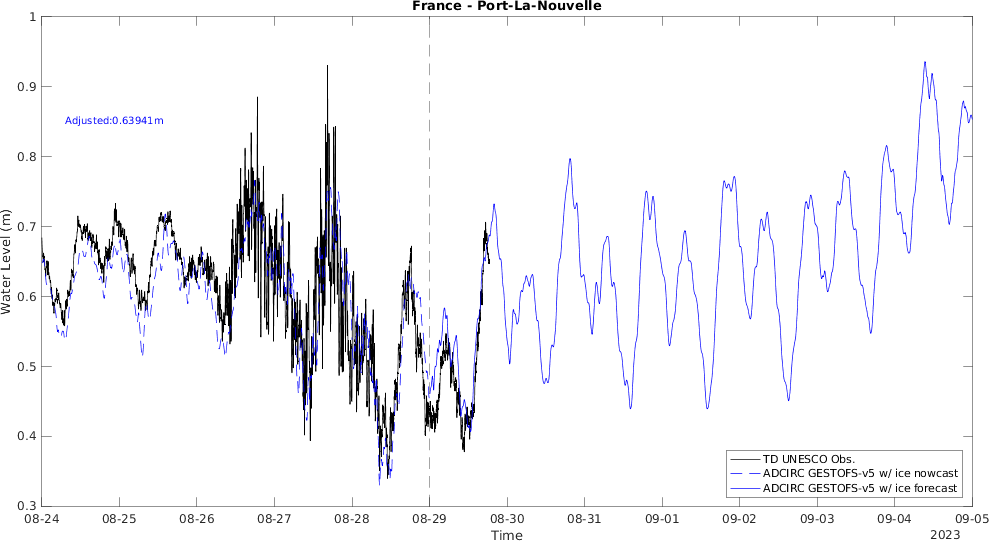 France - Port-La-Nouvelle
1
0.9
0.8
0.7
0.6
0.5
0.4
0.3
Water Level (m)
Adjusted:0.63941m
TD UNESCO Obs.
ADCIRC GESTOFS-v5 w/ ice nowcast
ADCIRC GESTOFS-v5 w/ ice forecast
08-24 08-25 08-26 08-27 08-28 08-29 08-30 08-31 09-01 09-02 09-03 09-04 09-05
Time
2023